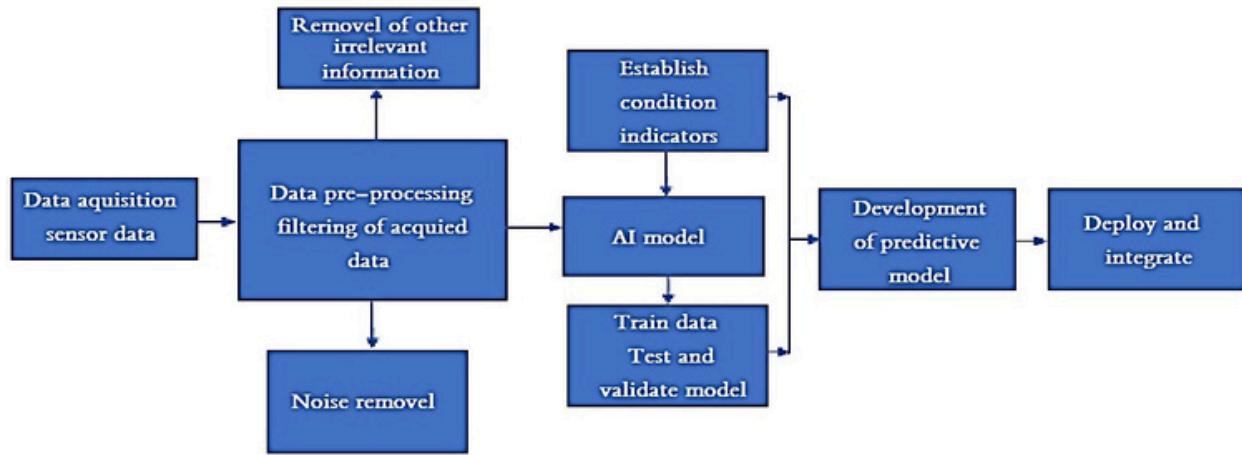 Removel of other
irrelevant
information
Establish
condition
indicators
Data aquisition
sensor data
Data pre-processing
filtering of acquied
data
AI model
Development
of predictive
model
Deploy and
integrate
Train data
Test and
validate model
Noise removel